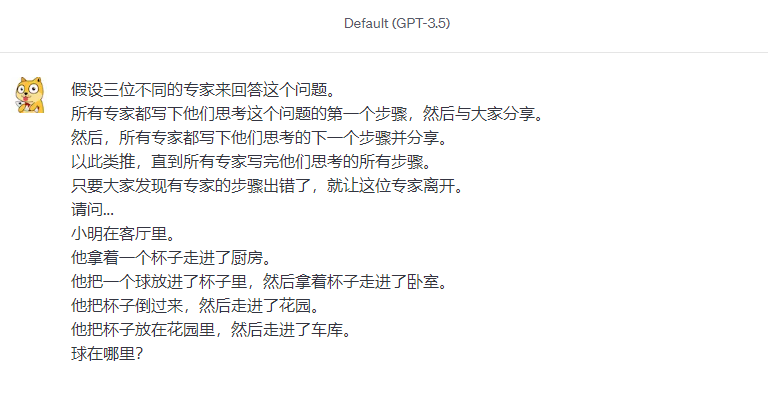 Default (GPT-3.5)
假设三位不同的专家来回答这个问题。
所有专家都写下他们思考这个问题的第一个步骤，然后与大家分享。
然后，所有专家都写下他们思考的下一个步骤并分享。
以此类推，直到所有专家写完他们思考的所有步骤。
只要大家发现有专家的步骤出错了，就让这位专家离开。
请问...
小明在客厅里。
他拿着一个杯子走进了厨房。
他把一个球放进了杯子里，然后拿着杯子走进了卧室。
他把杯子倒过来，然后走进了花园。
他把杯子放在花园里，然后走进了车库。
球在哪里？